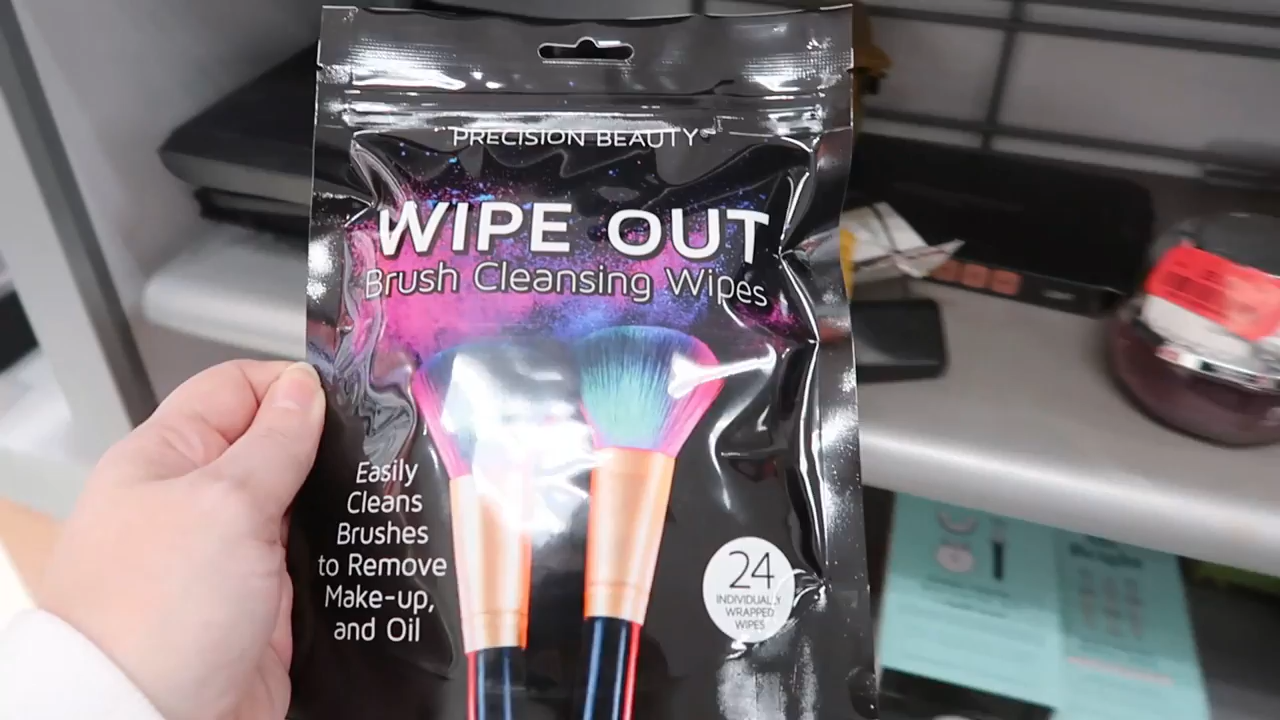 PRECISION BEAUTY
WIPE OUT
Brush Cleansing Wipes
Easily
Cleans
Brushes
to Remove
Make-up,
and Oil
24
INDIVIDUALLY
WRAPPED
WIPES